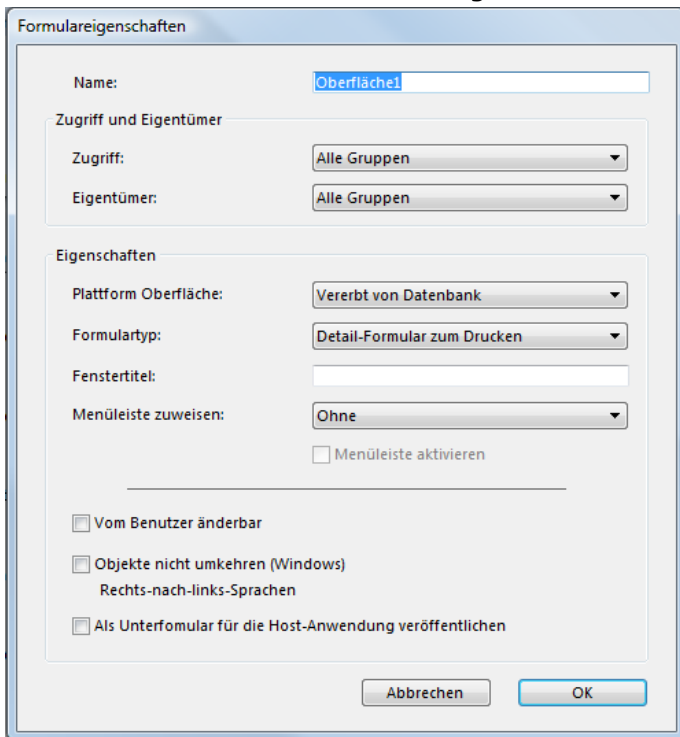 Formulareigenschaften
Name: Oberfläche1
Zugriff und Eigentümer
Zugriff: Alle Gruppen
Eigentümer: Alle Gruppen
Eigenschaften
Plattform Oberfläche: Vererbt von Datenbank
Formulartyp: Detail-Formular zum Drucken
Fenstertitel:
Menüleiste zuweisen: Ohne
Menüleiste aktivieren
Vom Benutzer änderbar
Objekte nicht umkehren (Windows)
Rechts-nach-links-Sprachen
Als Unterfomular für die Host-Anwendung veröffentlichen
Abbrechen OK